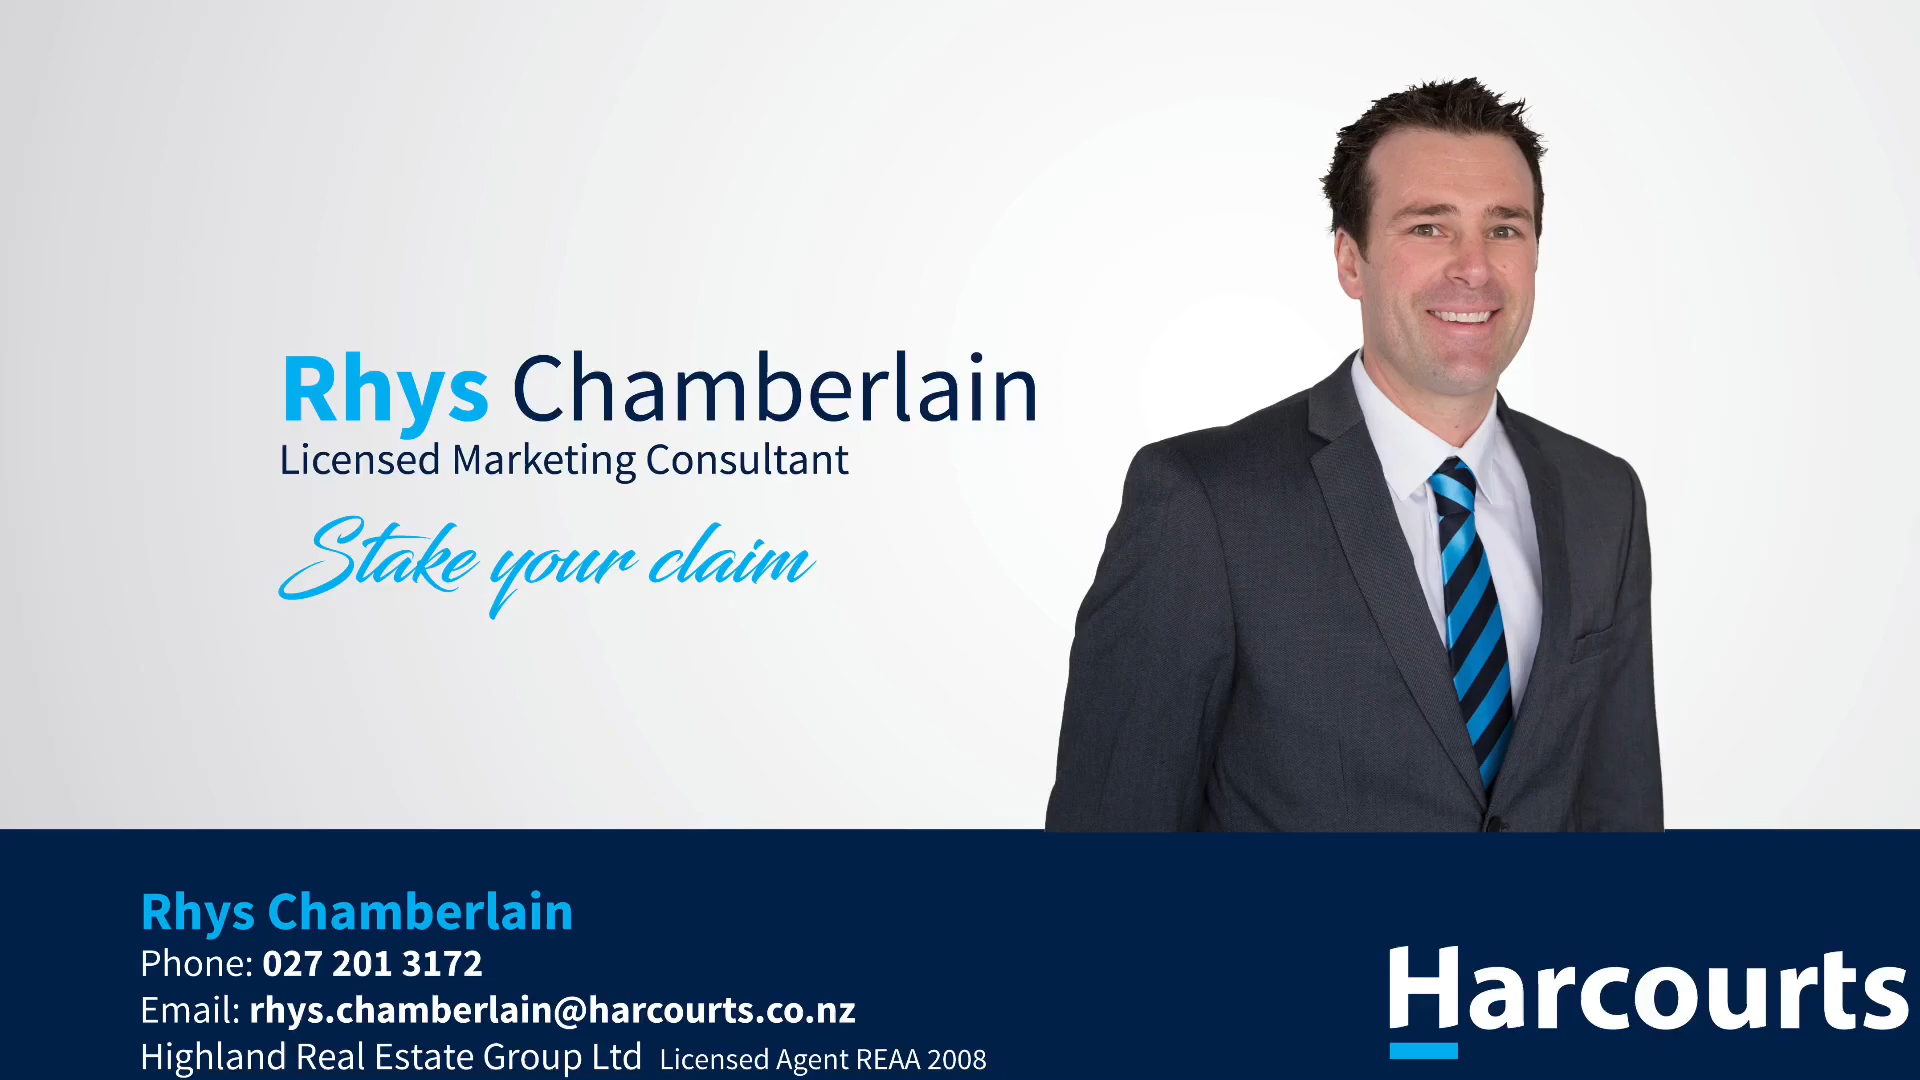 Rhys Chamberlain
Licensed Marketing Consultant
Stake your claim
Rhys Chamberlain
Phone: 027 201 3172
Email: rhys.chamberlain@harcourts.co.nz
Highland Real Estate Group Ltd Licensed Agent REAA 2008
Harcourts